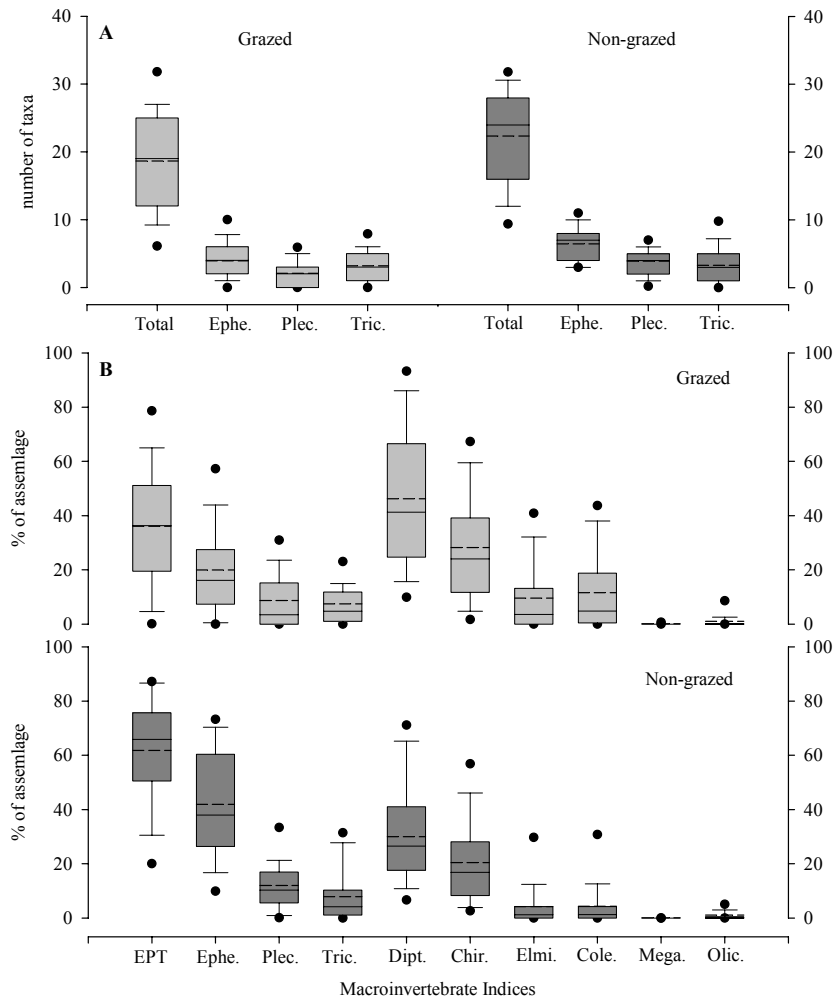 A Grazed Non-grazed
40 40
30 30
20 20
10 10
0 0
number of taxa
Total Ephe. Plec. Tric. Total Ephe. Plec. Tric.
B Grazed
100 100
80 80
60 60
40 40
20 20
0 0
% of assemlage
Non-grazed
100 100
80 80
60 60
40 40
20 20
0 0
% of assemlage
EPT Ephe. Plec. Tric. Dipt. Chir. Elmi. Cole. Mega. Olic.
Macroinvertebrate Indices